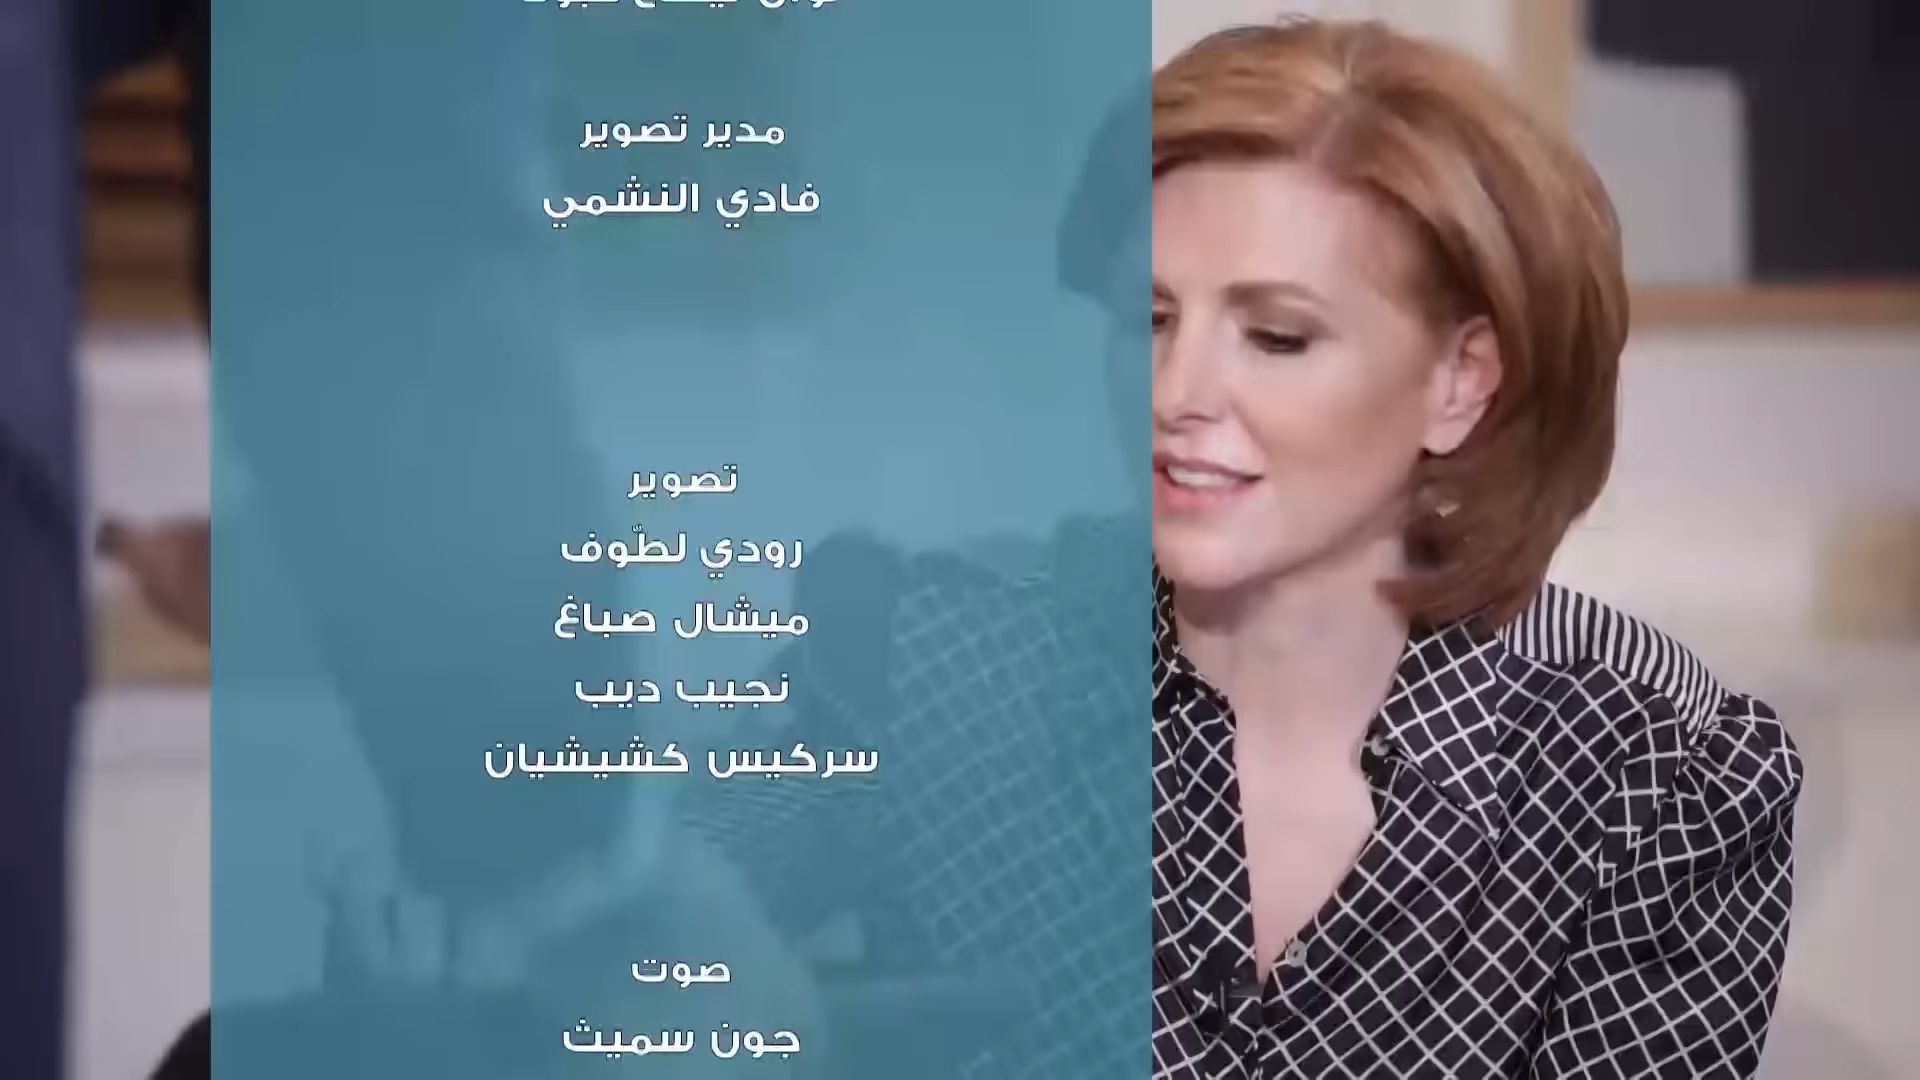 مدير تصوير
فادي النشمي
تصوير
رودي لطّوف
ميشال صباغ
نجيب ديب
سركيس كشيشيان
صوت
جون سميث